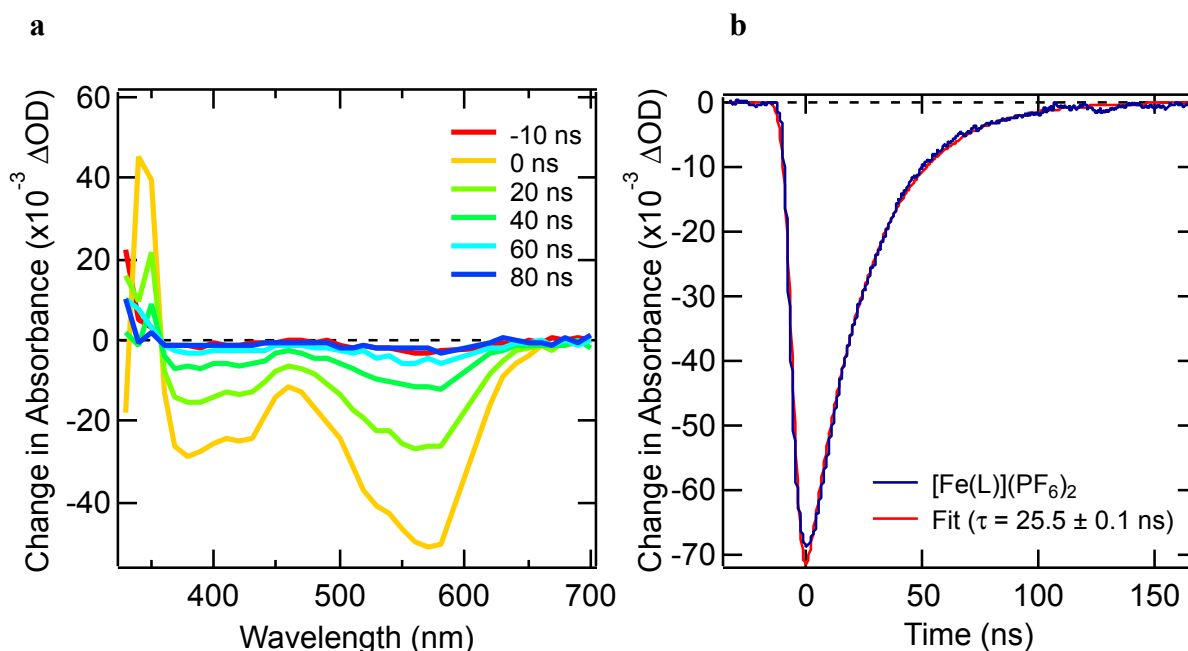 a
b
Change in Absorbance (x10⁻³ ΔOD)
60
40
20
0
-20
-40
-10 ns
0 ns
20 ns
40 ns
60 ns
80 ns
400
500
600
700
Wavelength (nm)
Change in Absorbance (x10⁻³ ΔOD)
0
-10
-20
-30
-40
-50
-60
-70
[Fe(L)](PF₆)₂
Fit (τ = 25.5 ± 0.1 ns)
0
50
100
150
Time (ns)